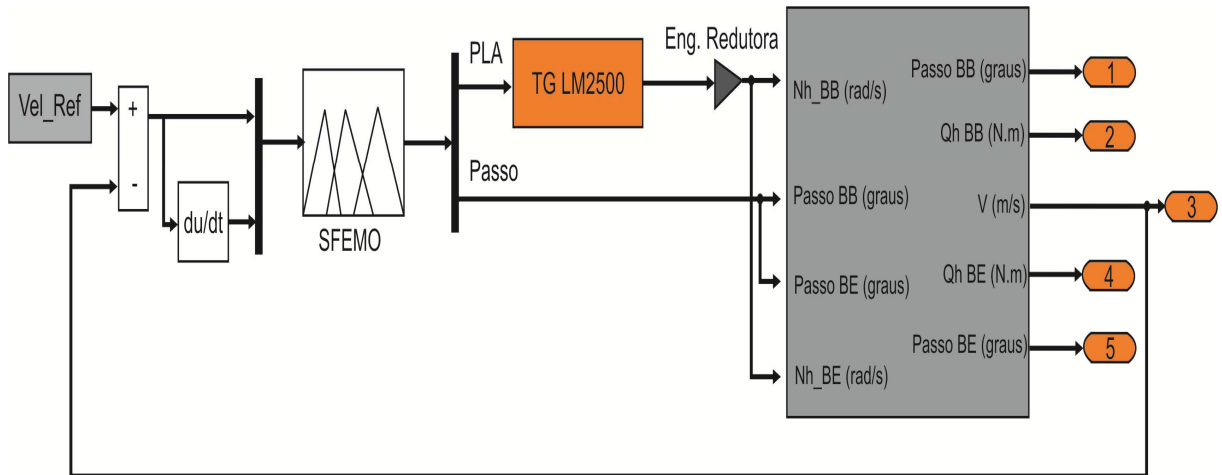 Vel_Ref
+
-
du/dt
SFEMO
PLA
Passo
TG LM2500
Eng. Redutora
Nh_BB (rad/s)
Passo BB (graus)
Passo BE (graus)
Nh_BE (rad/s)
Passo BB (graus)
Qh BB (N.m)
V (m/s)
Qh BE (N.m)
Passo BE (graus)
1
2
3
4
5